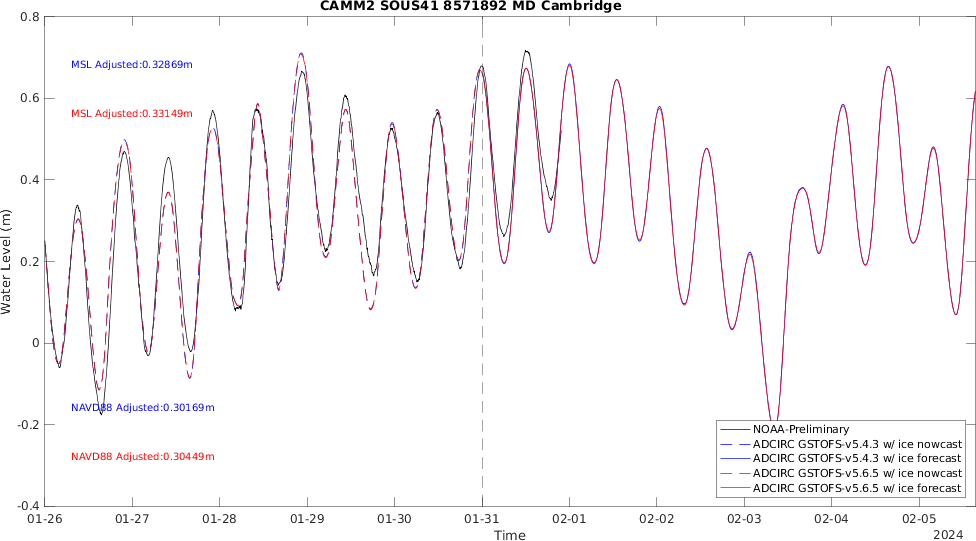 CAMM2 SOUS41 8571892 MD Cambridge
0.8
0.6
0.4
0.2
0
-0.2
-0.4
Water Level (m)
MSL Adjusted:0.32869m
MSL Adjusted:0.33149m
NAVD88 Adjusted:0.30169m
NAVD88 Adjusted:0.30449m
NOAA-Preliminary
ADCIRC GSTOFS-v5.4.3 w/ ice nowcast
ADCIRC GSTOFS-v5.4.3 w/ ice forecast
ADCIRC GSTOFS-v5.6.5 w/ ice nowcast
ADCIRC GSTOFS-v5.6.5 w/ ice forecast
01-26 01-27 01-28 01-29 01-30 01-31 02-01 02-02 02-03 02-04 02-05
Time
2024